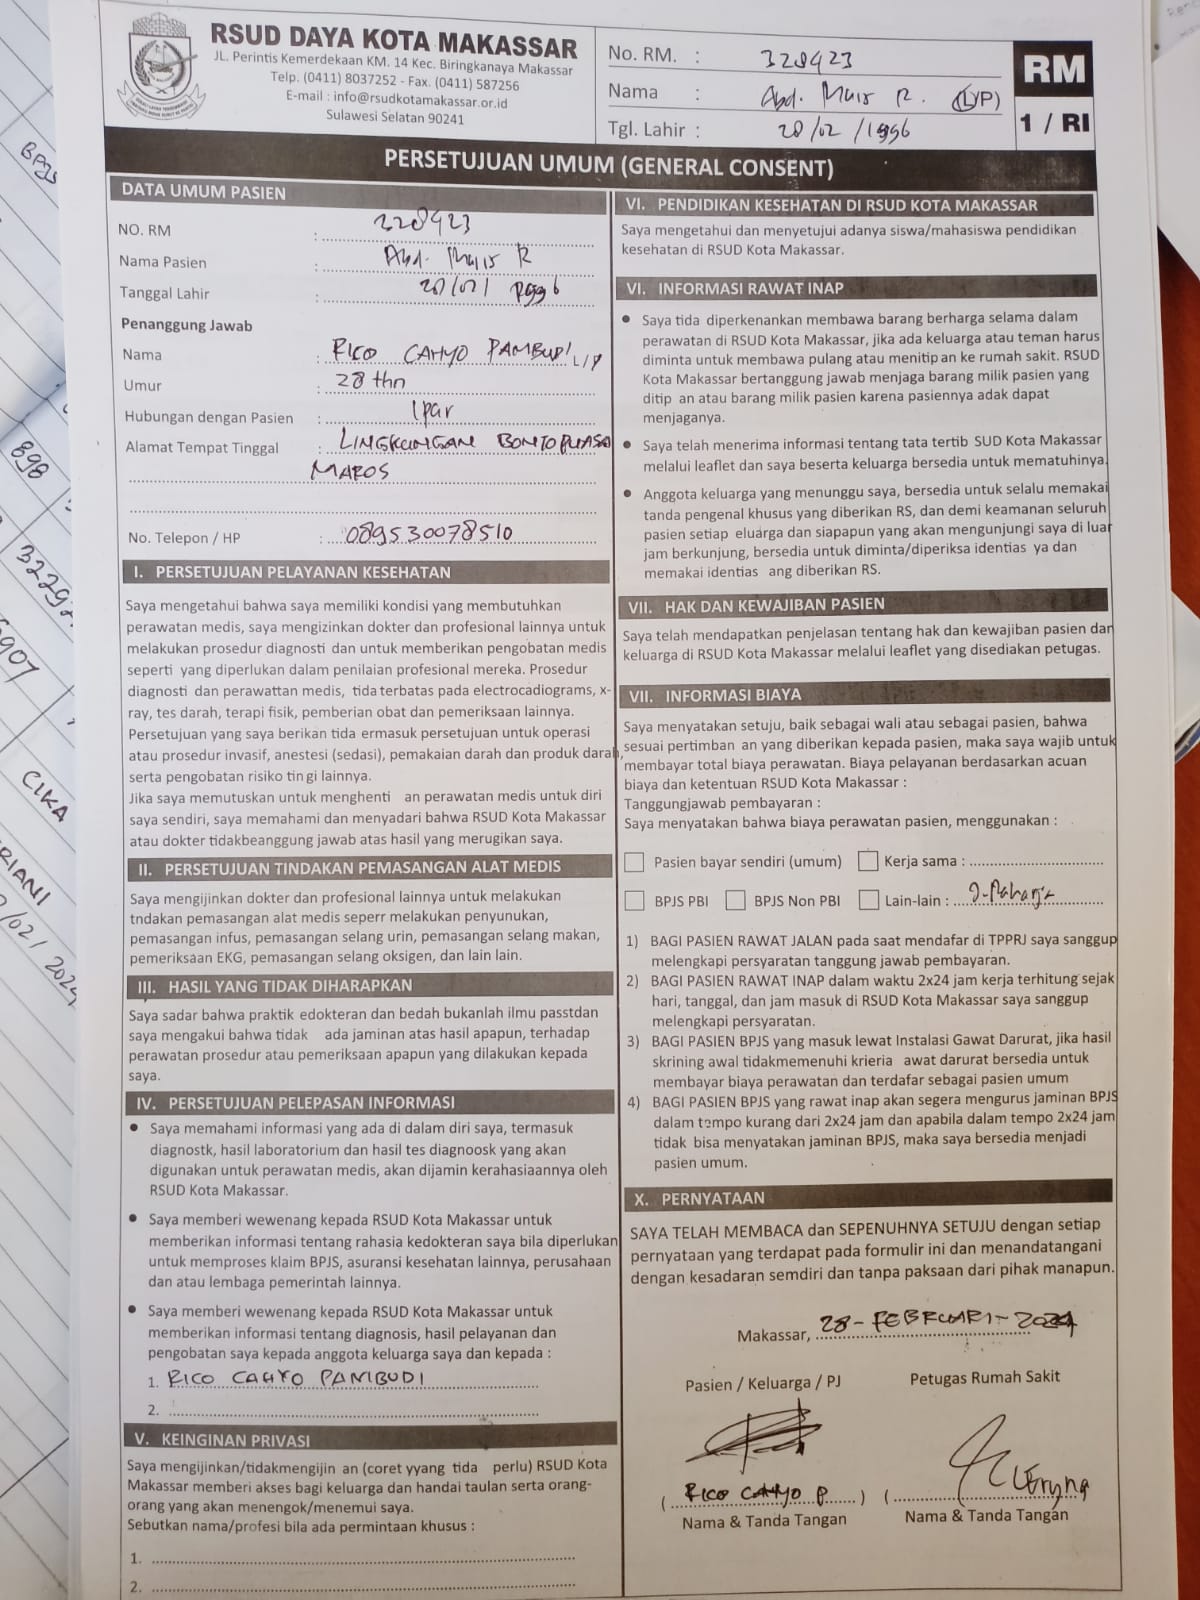 RSUD DAYA KOTA MAKASSAR
JL. Perintis Kemerdekaan KM. 14 Kec. Biringkanaya Makassar
Telp. (0411) 8037252 - Fax. (0411) 587256
E-mail : info@rsudkotamakassar.or.id
Sulawesi Selatan 90241
No. RM. : 320423
Nama : Abd. Muis R. (L/P)
Tgl. Lahir : 20/02/1996
RM
1 / RI
PERSETUJUAN UMUM (GENERAL CONSENT)
DATA UMUM PASIEN
NO. RM : 320423
Nama Pasien : Abd. Muis R
Tanggal Lahir : 20/02/1996
Penanggung Jawab
Nama : RICO CAHYO PAMBUDI L/P
Umur : 28 thn
Hubungan dengan Pasien : Ipar
Alamat Tempat Tinggal : LINGKUNGAN BONTOPUASA
MAROS
No. Telepon / HP : 089530078510
I. PERSETUJUAN PELAYANAN KESEHATAN
Saya mengetahui bahwa saya memiliki kondisi yang membutuhkan
perawatan medis, saya mengizinkan dokter dan profesional lainnya untuk
melakukan prosedur diagnosti dan untuk memberikan pengobatan medis
seperti yang diperlukan dalam penilaian profesional mereka. Prosedur
diagnosti dan perawattan medis, tida terbatas pada electrocadiograms, x-
ray, tes darah, terapi fisik, pemberian obat dan pemeriksaan lainnya.
Persetujuan yang saya berikan tida ermasuk persetujuan untuk operasi
atau prosedur invasif, anestesi (sedasi), pemakaian darah dan produk darah,
serta pengobatan risiko tin gi lainnya.
Jika saya memutuskan untuk menghenti an perawatan medis untuk diri
saya sendiri, saya memahami dan menyadari bahwa RSUD Kota Makassar
atau dokter tidakbeanggung jawab atas hasil yang merugikan saya.
II. PERSETUJUAN TINDAKAN PEMASANGAN ALAT MEDIS
Saya mengijinkan dokter dan profesional lainnya untuk melakukan
tndakan pemasangan alat medis seperr melakukan penyunukan,
pemasangan infus, pemasangan selang urin, pemasangan selang makan,
pemeriksaan EKG, pemasangan selang oksigen, dan lain lain.
III. HASIL YANG TIDAK DIHARAPKAN
Saya sadar bahwa praktik edokteran dan bedah bukanlah ilmu passtdan
saya mengakui bahwa tidak ada jaminan atas hasil apapun, terhadap
perawatan prosedur atau pemeriksaan apapun yang dilakukan kepada
saya.
IV. PERSETUJUAN PELEPASAN INFORMASI
• Saya memahami informasi yang ada di dalam diri saya, termasuk
diagnostk, hasil laboratorium dan hasil tes diagnoosk yang akan
digunakan untuk perawatan medis, akan dijamin kerahasiaannya oleh
RSUD Kota Makassar.
• Saya memberi wewenang kepada RSUD Kota Makassar untuk
memberikan informasi tentang rahasia kedokteran saya bila diperlukan
untuk memproses klaim BPJS, asuransi kesehatan lainnya, perusahaan
dan atau lembaga pemerintah lainnya.
• Saya memberi wewenang kepada RSUD Kota Makassar untuk
memberikan informasi tentang diagnosis, hasil pelayanan dan
pengobatan saya kepada anggota keluarga saya dan kepada :
1. RICO CAHYO PAMBUDI
2.
V. KEINGINAN PRIVASI
Saya mengijinkan/tidakmengijin an (coret yyang tida perlu) RSUD Kota
Makassar memberi akses bagi keluarga dan handai taulan serta orang-
orang yang akan menengok/menemui saya.
Sebutkan nama/profesi bila ada permintaan khusus :
1.
2.
VI. PENDIDIKAN KESEHATAN DI RSUD KOTA MAKASSAR
Saya mengetahui dan menyetujui adanya siswa/mahasiswa pendidikan
kesehatan di RSUD Kota Makassar.
VI. INFORMASI RAWAT INAP
• Saya tida diperkenankan membawa barang berharga selama dalam
perawatan di RSUD Kota Makassar, jika ada keluarga atau teman harus
diminta untuk membawa pulang atau menitip an ke rumah sakit. RSUD
Kota Makassar bertanggung jawab menjaga barang milik pasien yang
ditip an atau barang milik pasien karena pasiennya adak dapat
menjaganya.
• Saya telah menerima informasi tentang tata tertib SUD Kota Makassar
melalui leaflet dan saya beserta keluarga bersedia untuk mematuhinya.
• Anggota keluarga yang menunggu saya, bersedia untuk selalu memakai
tanda pengenal khusus yang diberikan RS, dan demi keamanan seluruh
pasien setiap eluarga dan siapapun yang akan mengunjungi saya di luar
jam berkunjung, bersedia untuk diminta/diperiksa identias ya dan
memakai identias ang diberikan RS.
VII. HAK DAN KEWAJIBAN PASIEN
Saya telah mendapatkan penjelasan tentang hak dan kewajiban pasien dan
keluarga di RSUD Kota Makassar melalui leaflet yang disediakan petugas.
VII. INFORMASI BIAYA
Saya menyatakan setuju, baik sebagai wali atau sebagai pasien, bahwa
sesuai pertimban an yang diberikan kepada pasien, maka saya wajib untuk
membayar total biaya perawatan. Biaya pelayanan berdasarkan acuan
biaya dan ketentuan RSUD Kota Makassar :
Tanggungjawab pembayaran :
Saya menyatakan bahwa biaya perawatan pasien, menggunakan :
Pasien bayar sendiri (umum) Kerja sama :
BPJS PBI BPJS Non PBI Lain-lain : J-Raharja
1) BAGI PASIEN RAWAT JALAN pada saat mendafar di TPPRJ saya sanggup
melengkapi persyaratan tanggung jawab pembayaran.
2) BAGI PASIEN RAWAT INAP dalam waktu 2x24 jam kerja terhitung sejak
hari, tanggal, dan jam masuk di RSUD Kota Makassar saya sanggup
melengkapi persyaratan.
3) BAGI PASIEN BPJS yang masuk lewat Instalasi Gawat Darurat, jika hasil
skrining awal tidakmemenuhi krieria awat darurat bersedia untuk
membayar biaya perawatan dan terdafar sebagai pasien umum
4) BAGI PASIEN BPJS yang rawat inap akan segera mengurus jaminan BPJS
dalam tempo kurang dari 2x24 jam dan apabila dalam tempo 2x24 jam
tidak bisa menyatakan jaminan BPJS, maka saya bersedia menjadi
pasien umum.
X. PERNYATAAN
SAYA TELAH MEMBACA dan SEPENUHNYA SETUJU dengan setiap
pernyataan yang terdapat pada formulir ini dan menandatangani
dengan kesadaran semdiri dan tanpa paksaan dari pihak manapun.
Makassar, 28-FEBRUARI-2024
Pasien / Keluarga / PJ Petugas Rumah Sakit
( RICO CAHYO P ) (
Nama & Tanda Tangan Nama & Tanda Tangan
BPJS
898
907
CIKA
RIANI
/02/2024